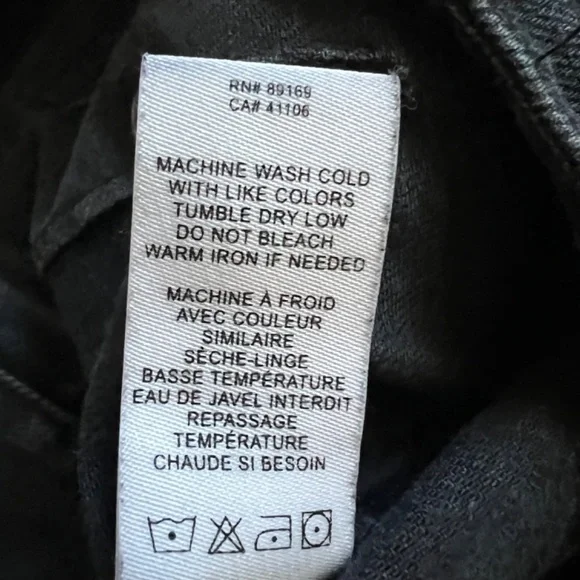 RN# 89169
CA# 41106
MACHINE WASH COLD
WITH LIKE COLORS
TUMBLE DRY LOW
DO NOT BLEACH
WARM IRON IF NEEDED
MACHINE À FROID
AVEC COULEUR
SIMILAIRE
SÈCHE-LINGE
BASSE TEMPÉRATURE
EAU DE JAVEL INTERDIT
REPASSAGE
TEMPÉRATURE
CHAUDE SI BESOIN